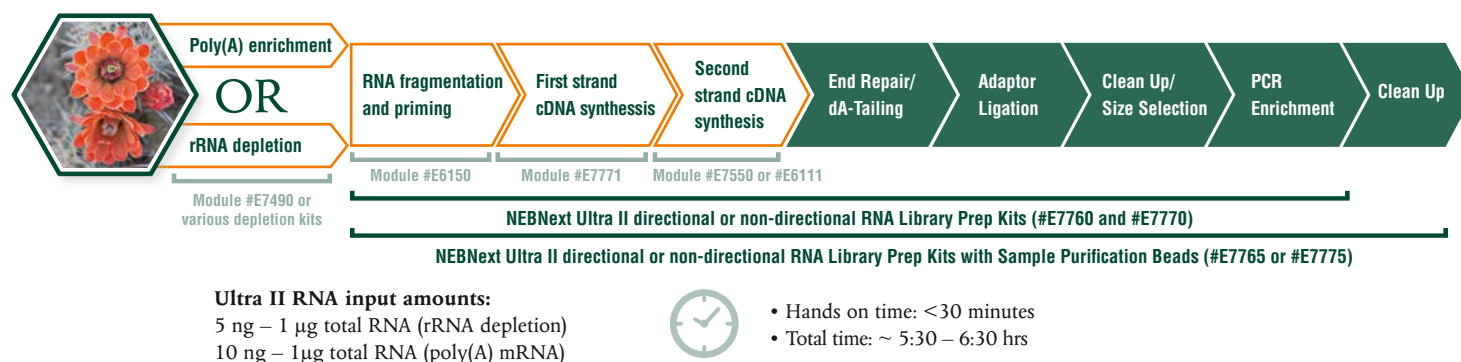 Poly(A) enrichment
OR
rRNA depletion
Module #E7490 or
various depletion kits
RNA fragmentation
and priming
First strand
cDNA synthessis
Second
strand cDNA
synthesis
End Repair/
dA-Tailing
Adaptor
Ligation
Clean Up/
Size Selection
PCR
Enrichment
Clean Up
Module #E6150
Module #E7771
Module #E7550 or #E6111
NEBNext Ultra II directional or non-directional RNA Library Prep Kits (#E7760 and #E7770)
NEBNext Ultra II directional or non-directional RNA Library Prep Kits with Sample Purification Beads (#E7765 or #E7775)
Ultra II RNA input amounts:
5 ng – 1 µg total RNA (rRNA depletion)
10 ng – 1µg total RNA (poly(A) mRNA)
• Hands on time: <30 minutes
• Total time: ~ 5:30 – 6:30 hrs